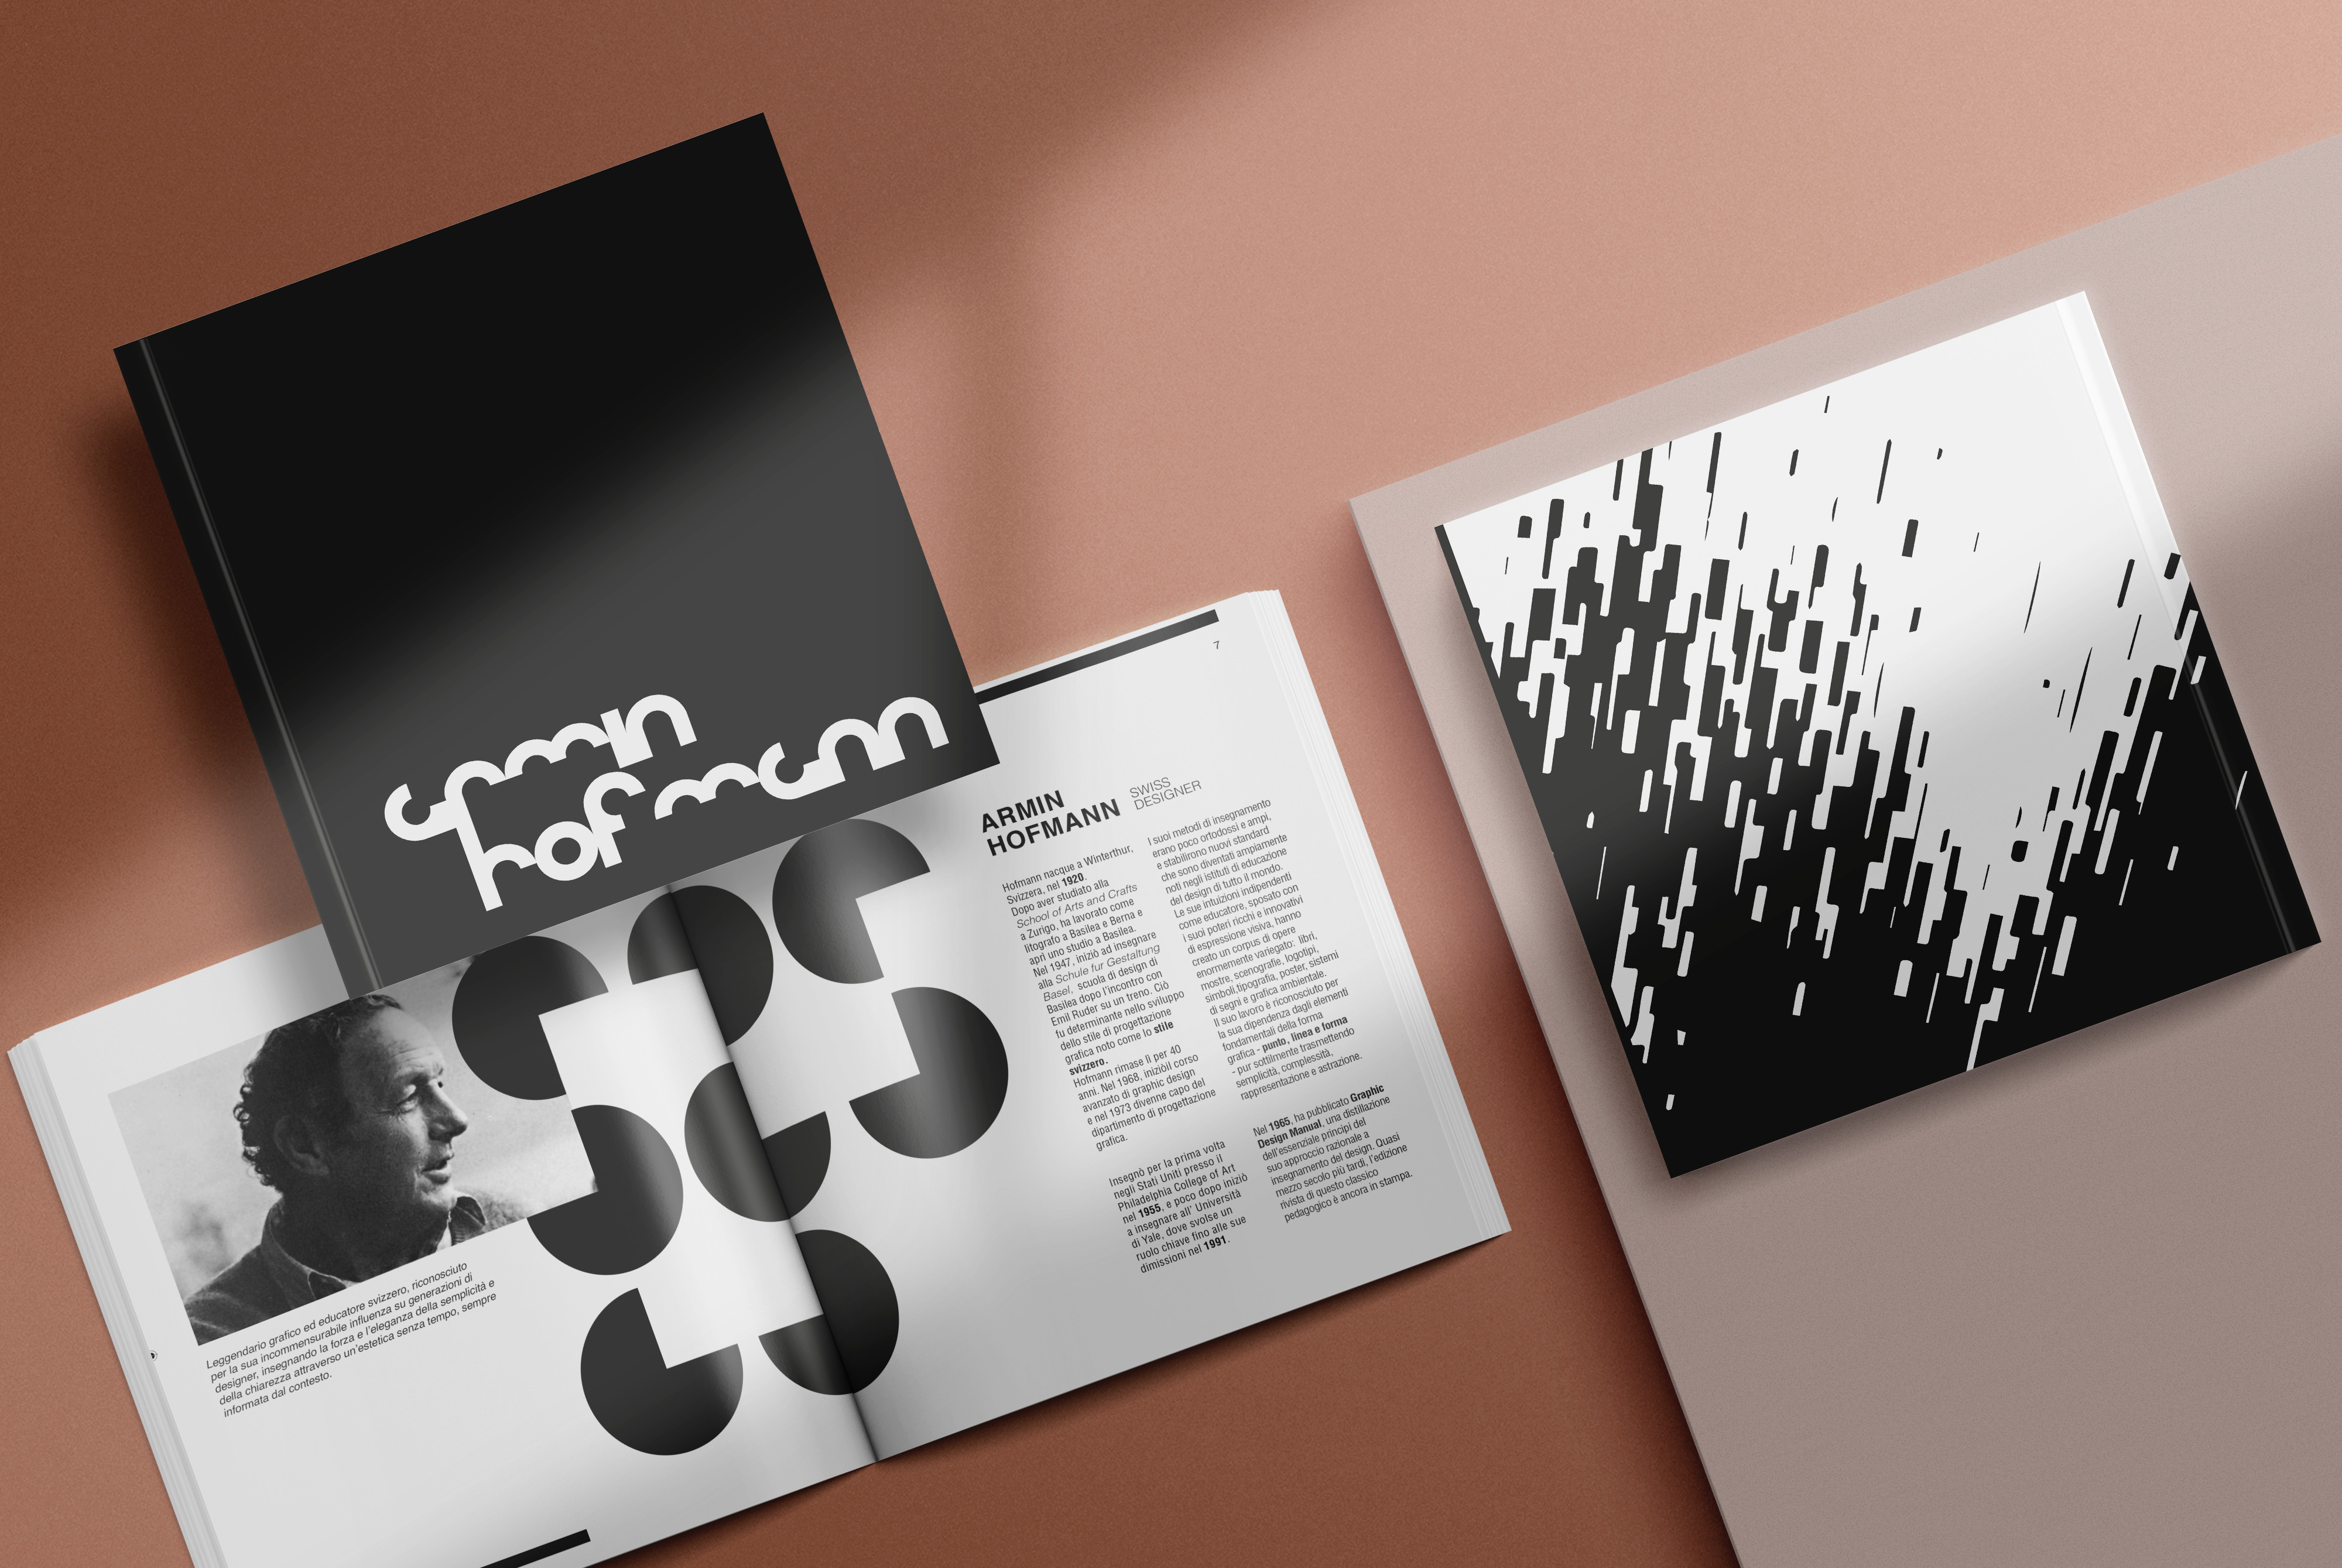 armin
hofmann
7
ARMIN
HOFMANN
SWISS
DESIGNER
Hofmann nacque a Winterthur,
Svizzera, nel 1920.
Dopo aver studiato alla
School of Arts and Crafts
a Zurigo, ha lavorato come
litografo a Basilea e Berna e
aprì uno studio a Basilea.
Nel 1947, iniziò ad insegnare
alla Schule fur Gestaltung
Basel, scuola di design di
Basilea dopo l'incontro con
Emil Ruder su un treno. Ciò
fu determinante nello sviluppo
dello stile di progettazione
grafica noto come lo stile
svizzero.
Hofmann rimase lì per 40
anni. Nel 1968, iniziòil corso
avanzato di graphic design
e nel 1973 divenne capo del
dipartimento di progettazione
grafica.
Insegnò per la prima volta
negli Stati Uniti presso il
Philadelphia College of Art
nel 1955, e poco dopo iniziò
a insegnare all' Università
di Yale, dove svolse un
ruolo chiave fino alle sue
dimissioni nel 1991.
I suoi metodi di insegnamento
erano poco ortodossi e ampi,
e stabilirono nuovi standard
che sono diventati ampiamente
noti negli istituti di educazione
del design di tutto il mondo.
Le sue intuizioni indipendenti
come educatore, sposato con
i suoi poteri ricchi e innovativi
di espressione visiva, hanno
creato un corpus di opere
enormemente variegato: libri,
mostre, scenografie, logotipi,
simboli,tipografia, poster, sistemi
di segni e grafica ambientale.
Il suo lavoro è riconosciuto per
la sua dipendenza dagli elementi
fondamentali della forma
grafica - punto, linea e forma
- pur sottilmente trasmettendo
semplicità, complessità,
rappresentazione e astrazione.
Nel 1965, ha pubblicato Graphic
Design Manual, una distillazione
dell'essenziale principi del
suo approccio razionale a
insegnamento del design. Quasi
mezzo secolo più tardi, l'edizione
rivista di questo classico
pedagogico è ancora in stampa.
Leggendario grafico ed educatore svizzero, riconosciuto
per la sua incommensurabile influenza su generazioni di
designer, insegnando la forza e l'eleganza della semplicità e
della chiarezza attraverso un'estetica senza tempo, sempre
informata dal contesto.